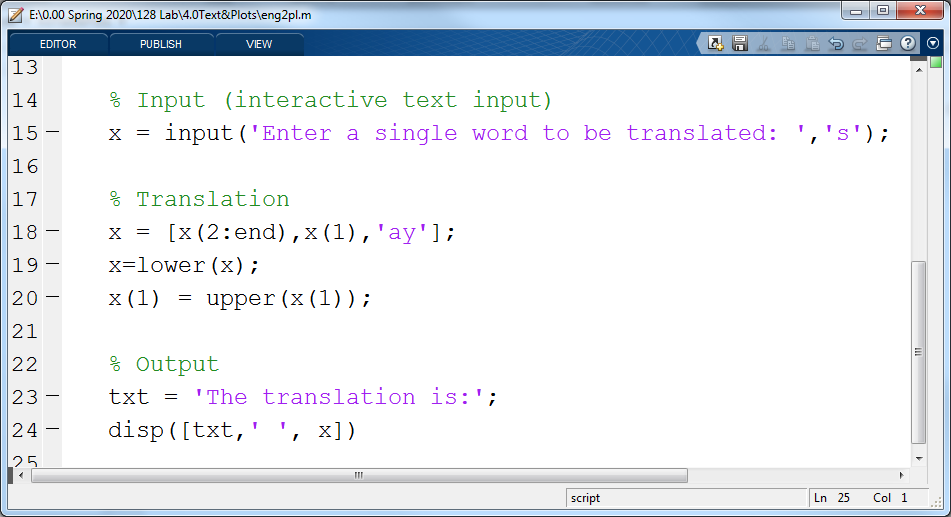 E:\0.00 Spring 2020\128 Lab\4.0Text&Plots\eng2pl.m
EDITOR PUBLISH VIEW
13
14 % Input (interactive text input)
15 — x = input('Enter a single word to be translated: ','s');
16
17 % Translation
18 — x = [x(2:end),x(1),'ay'];
19 — x=lower(x);
20 — x(1) = upper(x(1));
21
22 % Output
23 — txt = 'The translation is:';
24 — disp([txt,' ', x])
25
script Ln 25 Col 1